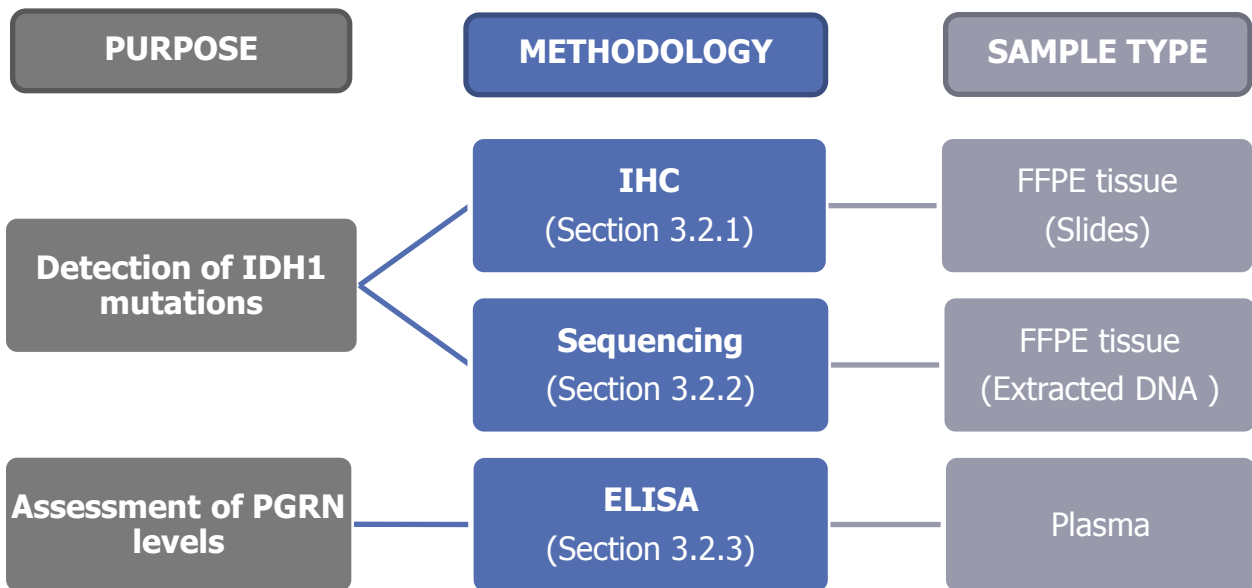 PURPOSE
METHODOLOGY
SAMPLE TYPE
Detection of IDH1
mutations
IHC
(Section 3.2.1)
FFPE tissue
(Slides)
Sequencing
(Section 3.2.2)
FFPE tissue
(Extracted DNA )
Assessment of PGRN
levels
ELISA
(Section 3.2.3)
Plasma